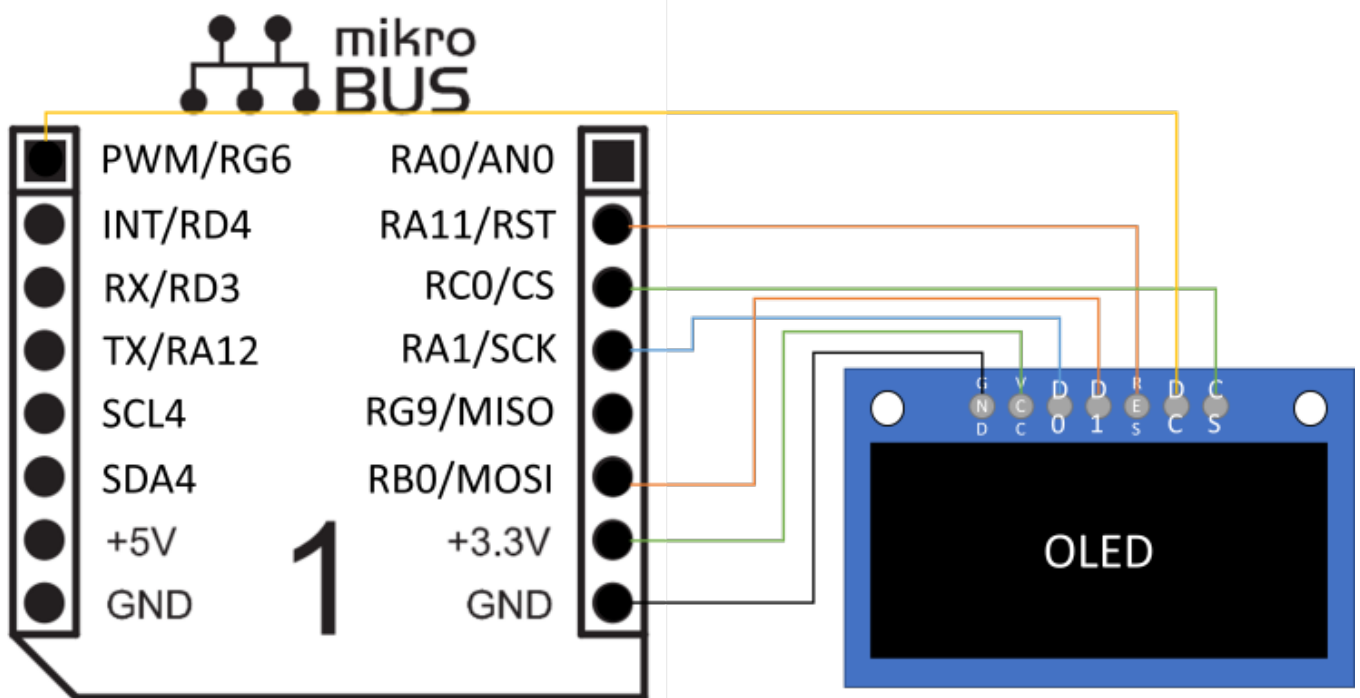 mikro
BUS
PWM/RG6 RA0/AN0
INT/RD4 RA11/RST
RX/RD3 RC0/CS
TX/RA12 RA1/SCK
SCL4 RG9/MISO
SDA4 RB0/MOSI
+5V +3.3V
GND GND
1
GND VCC D0 D1 RES DC CS
OLED